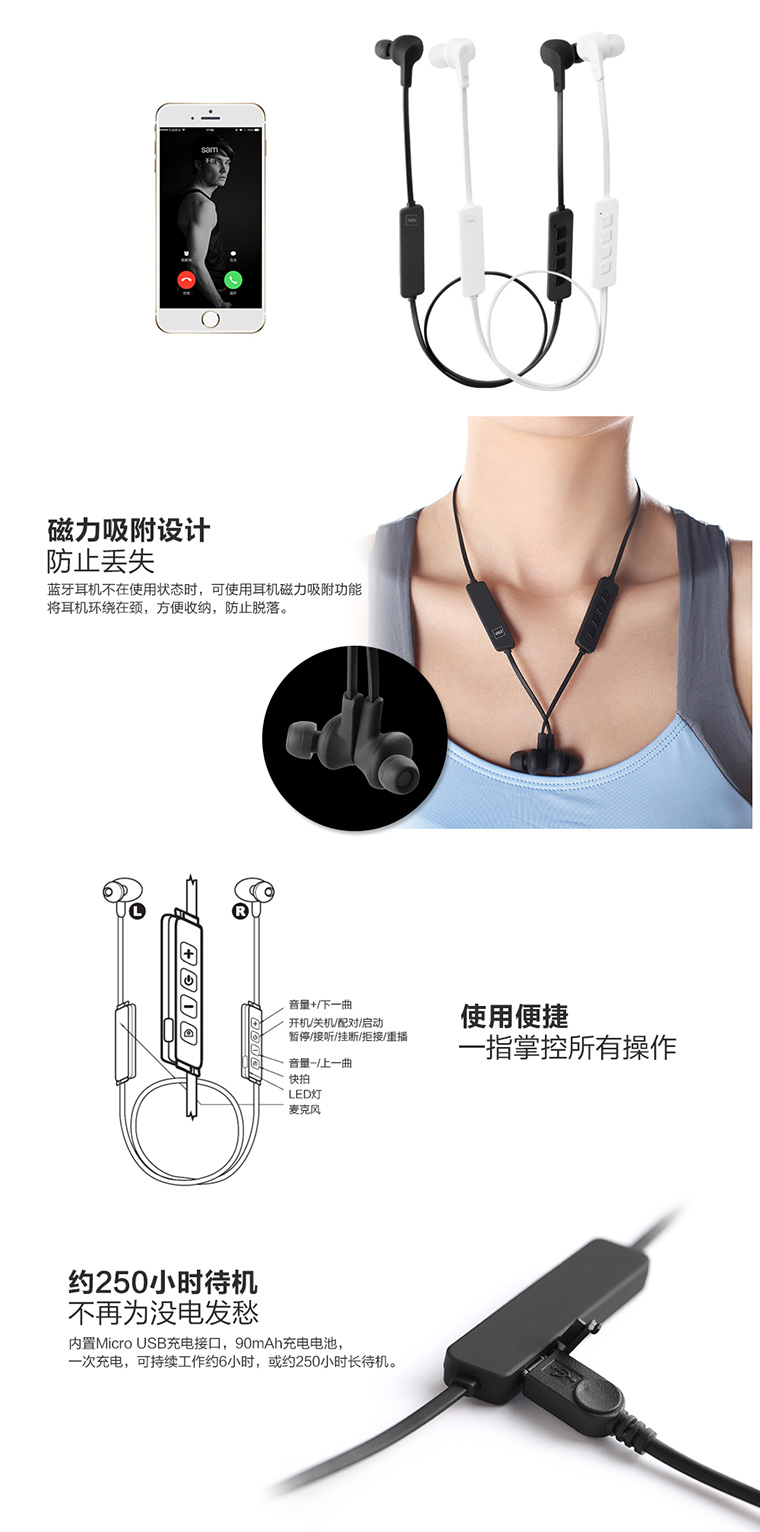 sam
磁力吸附设计
防止丢失
蓝牙耳机不在使用状态时，可使用耳机磁力吸附功能
将耳机环绕在颈，方便收纳，防止脱落。
L
R
音量+/下一曲
开机/关机/配对/启动
暂停/接听/挂断/拒接/重播
音量-/上一曲
快拍
LED灯
麦克风
使用便捷
一指掌控所有操作
约250小时待机
不再为没电发愁
内置Micro USB充电接口，90mAh充电电池，
一次充电，可持续工作约6小时，或约250小时长待机。